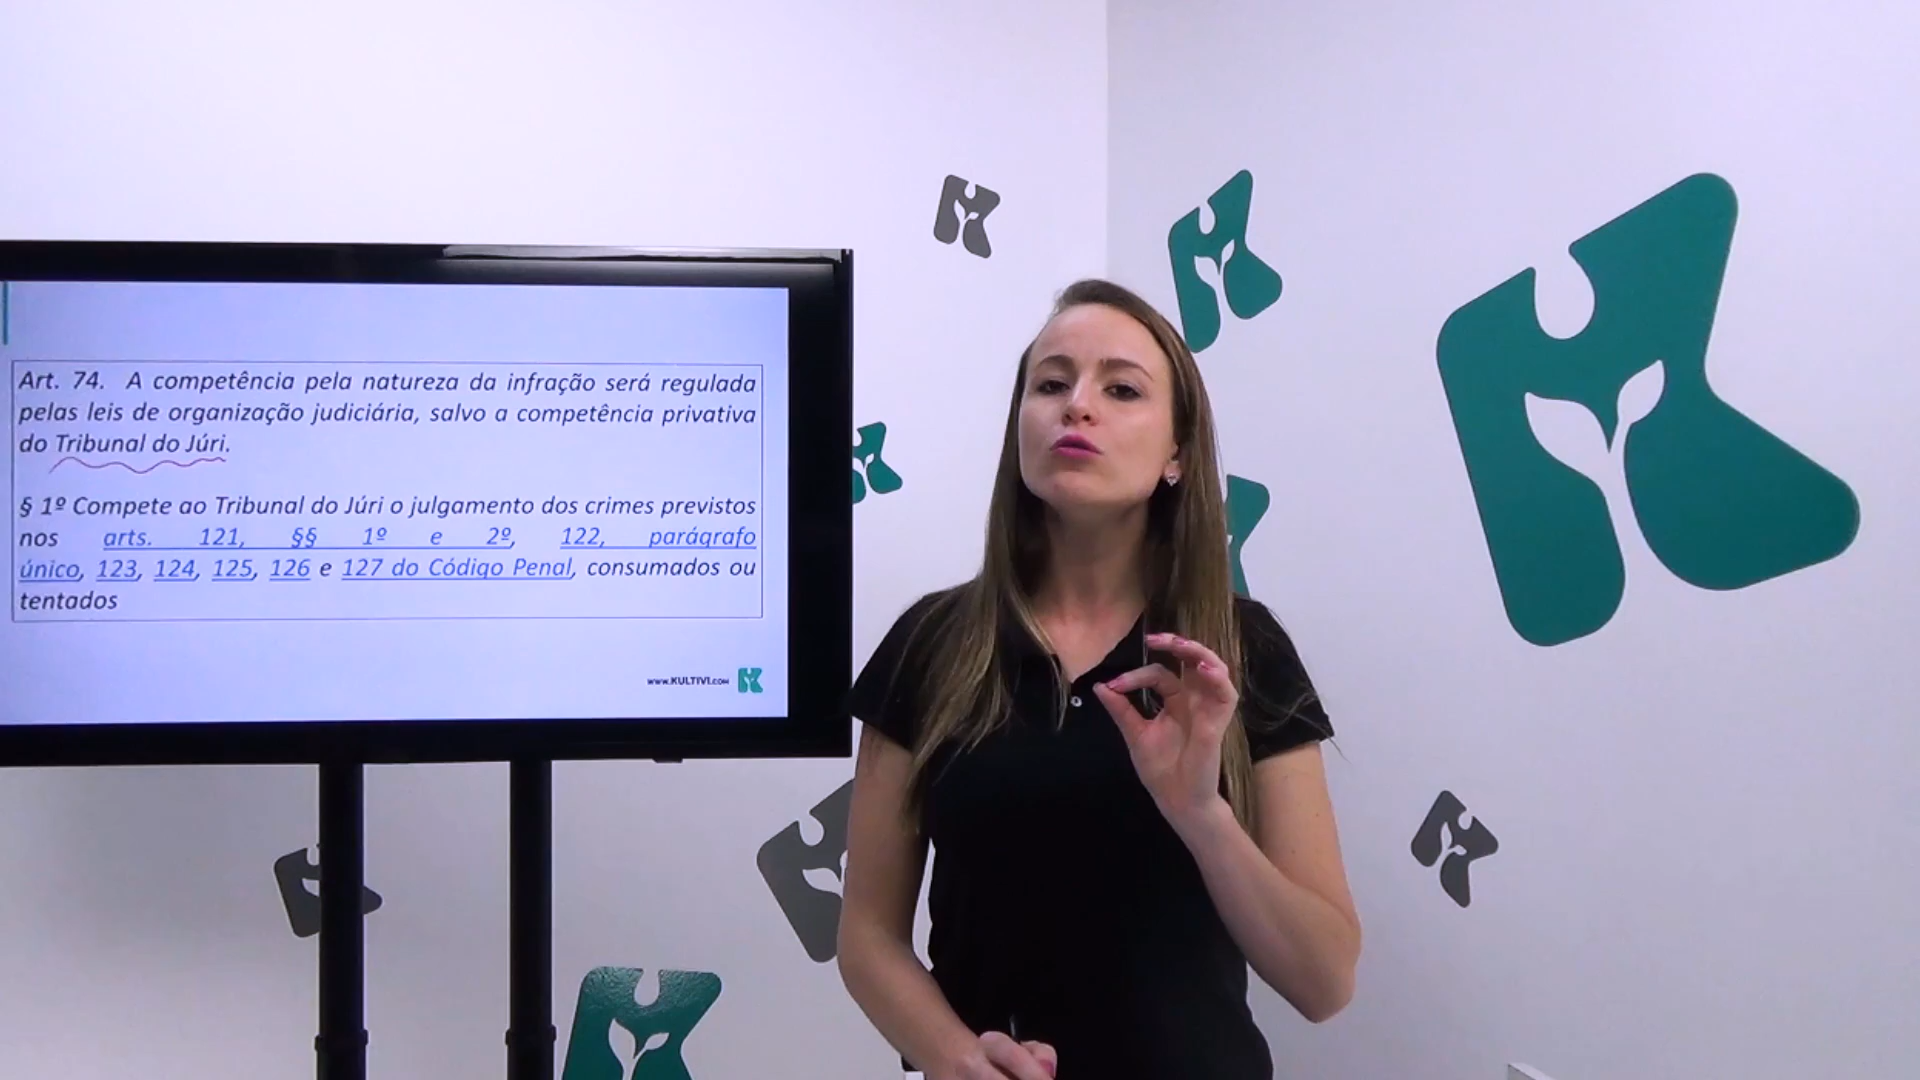 Art. 74. A competência pela natureza da infração será regulada
pelas leis de organização judiciária, salvo a competência privativa
do Tribunal do Júri.
§ 1º Compete ao Tribunal do Júri o julgamento dos crimes previstos
nos arts. 121, §§ 1º e 2º, 122, parágrafo
único, 123, 124, 125, 126 e 127 do Código Penal, consumados ou
tentados
www.KULTIVI.com